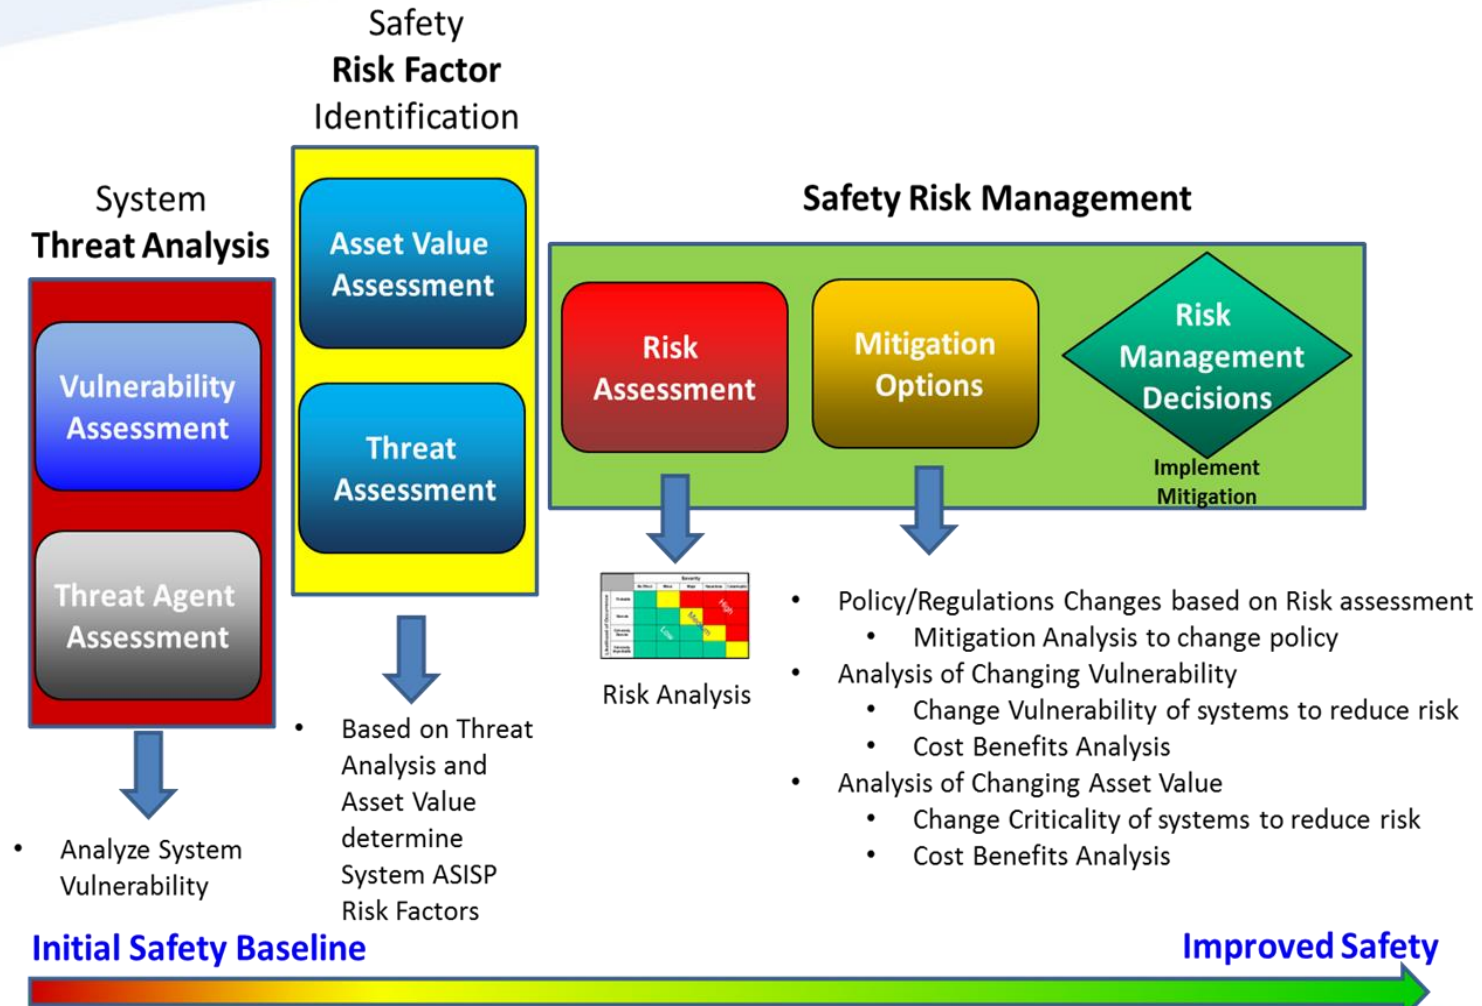 Safety
Risk Factor
Identification
System
Threat Analysis
Safety Risk Management
Asset Value
Assessment
Threat
Assessment
Vulnerability
Assessment
Threat Agent
Assessment
Risk
Assessment
Mitigation
Options
Risk
Management
Decisions
Implement
Mitigation
Severity
High
Medium
Low
Risk Analysis
• Analyze System
Vulnerability
• Based on Threat
Analysis and
Asset Value
determine
System ASISP
Risk Factors
• Policy/Regulations Changes based on Risk assessment
• Mitigation Analysis to change policy
• Analysis of Changing Vulnerability
• Change Vulnerability of systems to reduce risk
• Cost Benefits Analysis
• Analysis of Changing Asset Value
• Change Criticality of systems to reduce risk
• Cost Benefits Analysis
Initial Safety Baseline
Improved Safety